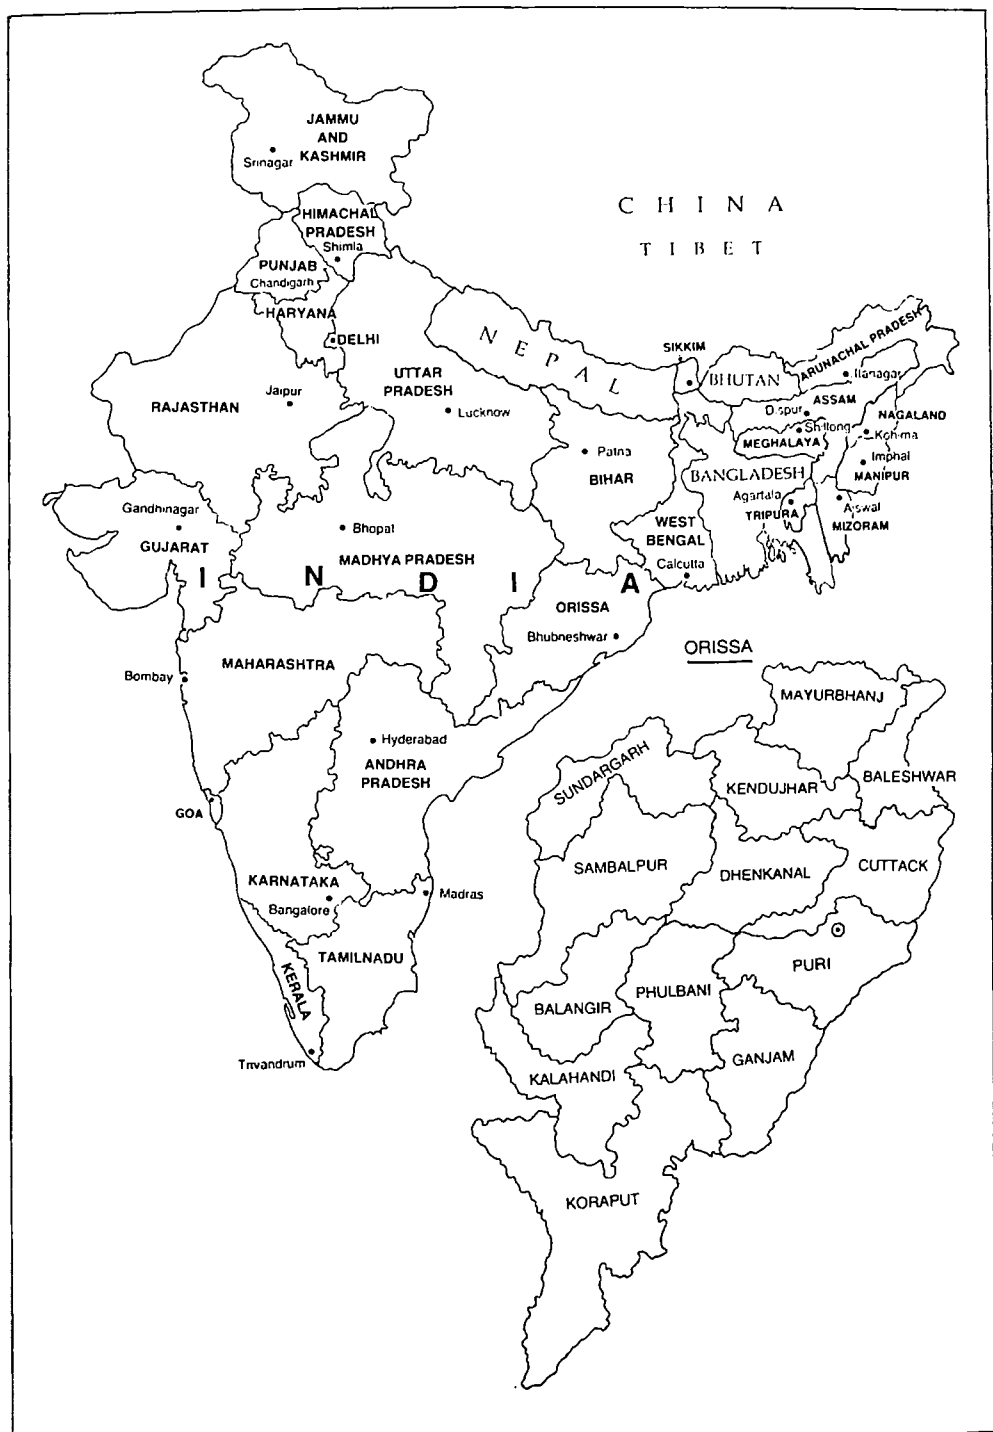 JAMMU
AND
KASHMIR
Srinagar
CHINA
TIBET
HIMACHAL
PRADESH
Shimla
PUNJAB
Chandigarh
HARYANA
DELHI
NEPAL
SIKKIM
BHUTAN
ARUNACHAL PRADESH
Itanagar
UTTAR
PRADESH
Lucknow
RAJASTHAN
Jaipur
ASSAM
Dispur
NAGALAND
Kohima
Shillong
MEGHALAYA
Imphal
MANIPUR
Patna
BIHAR
BANGLADESH
Agartala
TRIPURA
Aiswal
MIZORAM
Gandhinagar
GUJARAT
Bhopal
MADHYA PRADESH
WEST
BENGAL
Calcutta
INDIA
ORISSA
Bhubneshwar
MAHARASHTRA
Bombay
Hyderabad
ANDHRA
PRADESH
GOA
KARNATAKA
Bangalore
Madras
TAMILNADU
KERALA
Trivandrum
ORISSA
MAYURBHANJ
SUNDARGARH
KENDUJHAR
BALESHWAR
SAMBALPUR
DHENKANAL
CUTTACK
PURI
BALANGIR
PHULBANI
GANJAM
KALAHANDI
KORAPUT